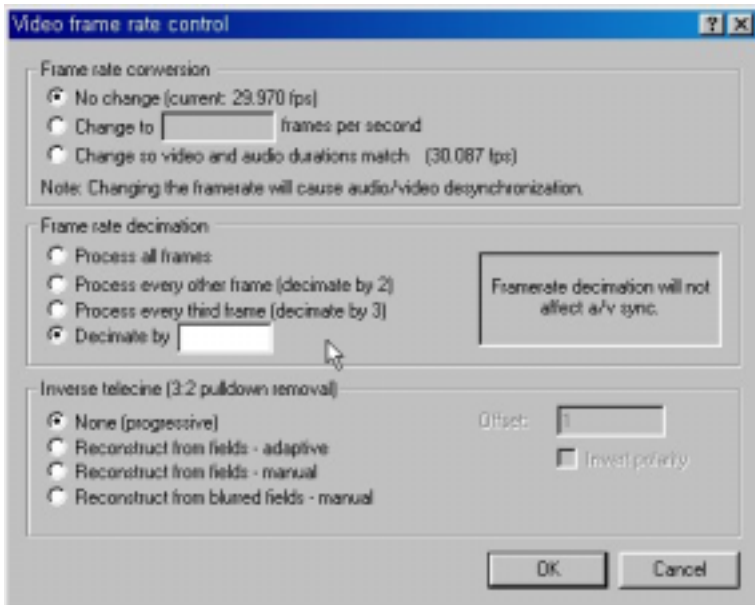 Video frame rate control
Frame rate conversion
No change (current: 29.970 fps)
Change to frames per second
Change so video and audio durations match (30.087 fps)
Note: Changing the framerate will cause audio/video desynchronization.
Frame rate decimation
Process all frames
Process every other frame (decimate by 2)
Process every third frame (decimate by 3)
Decimate by
Framerate decimation will not
affect a/v sync.
Inverse telecine (3:2 pulldown removal)
None (progressive)
Reconstruct from fields - adaptive
Reconstruct from fields - manual
Reconstruct from blurred fields - manual
Offset: 1
Invert polarity
OK Cancel